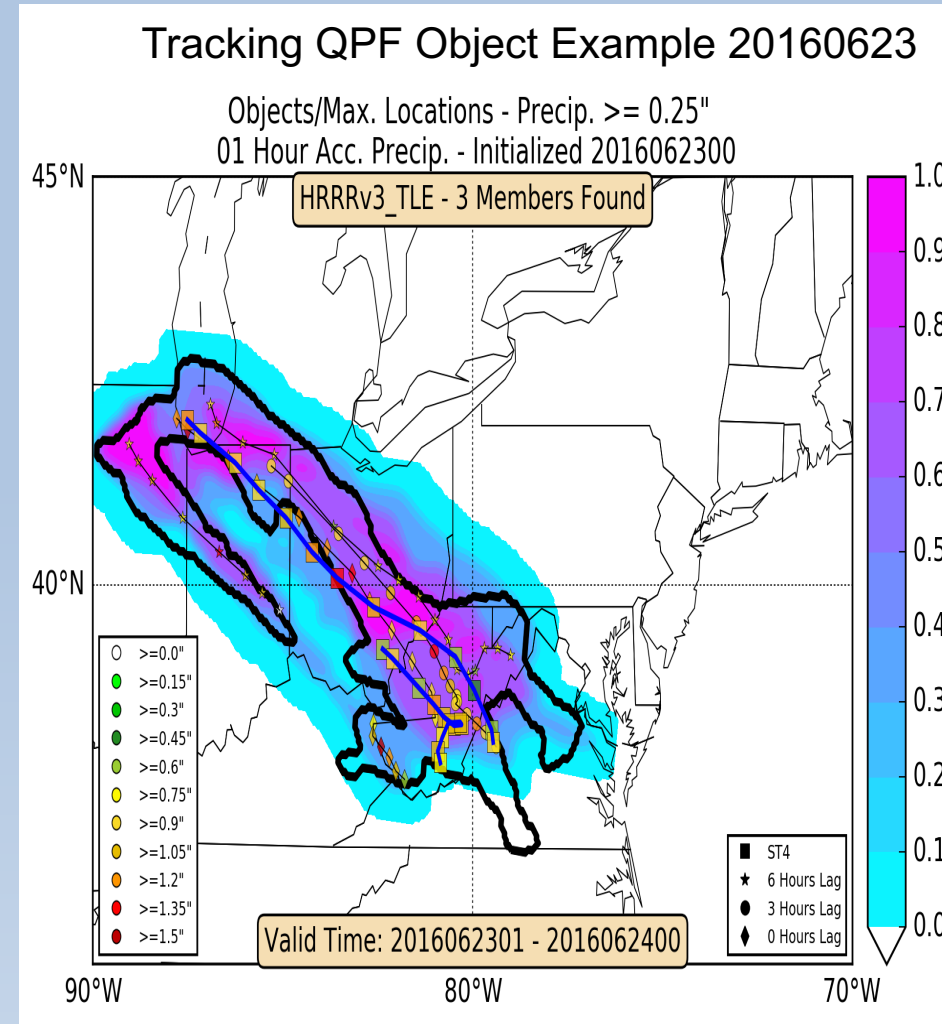 Tracking QPF Object Example 20160623
Objects/Max. Locations - Precip. >= 0.25"
01 Hour Acc. Precip. - Initialized 2016062300
HRRRv3_TLE - 3 Members Found
45°N
40°N
1.0
0.9
0.8
0.7
0.6
0.5
0.4
0.3
0.2
0.1
0.0
>=0.0"
>=0.15"
>=0.3"
>=0.45"
>=0.6"
>=0.75"
>=0.9"
>=1.05"
>=1.2"
>=1.35"
>=1.5"
ST4
6 Hours Lag
3 Hours Lag
0 Hours Lag
Valid Time: 2016062301 - 2016062400
90°W
80°W
70°W